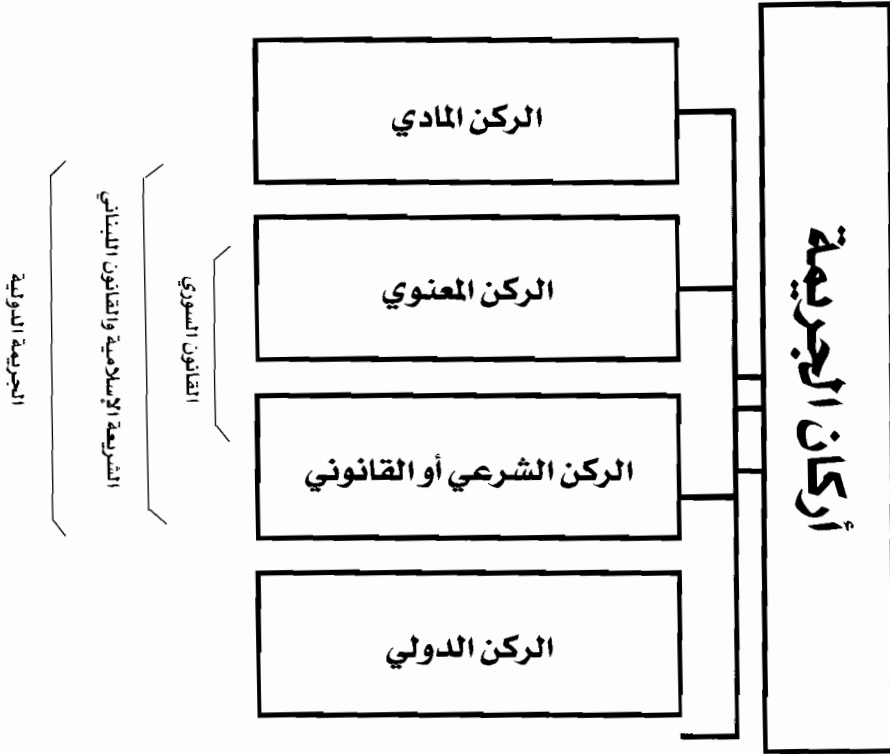 أركان الجريمة
الركن المادي
الركن المعنوي
الركن الشرعي أو القانوني
الركن الدولي
القانون السوري
الشريعة الإسلامية والقانون اللبناني
الجريمة الدولية